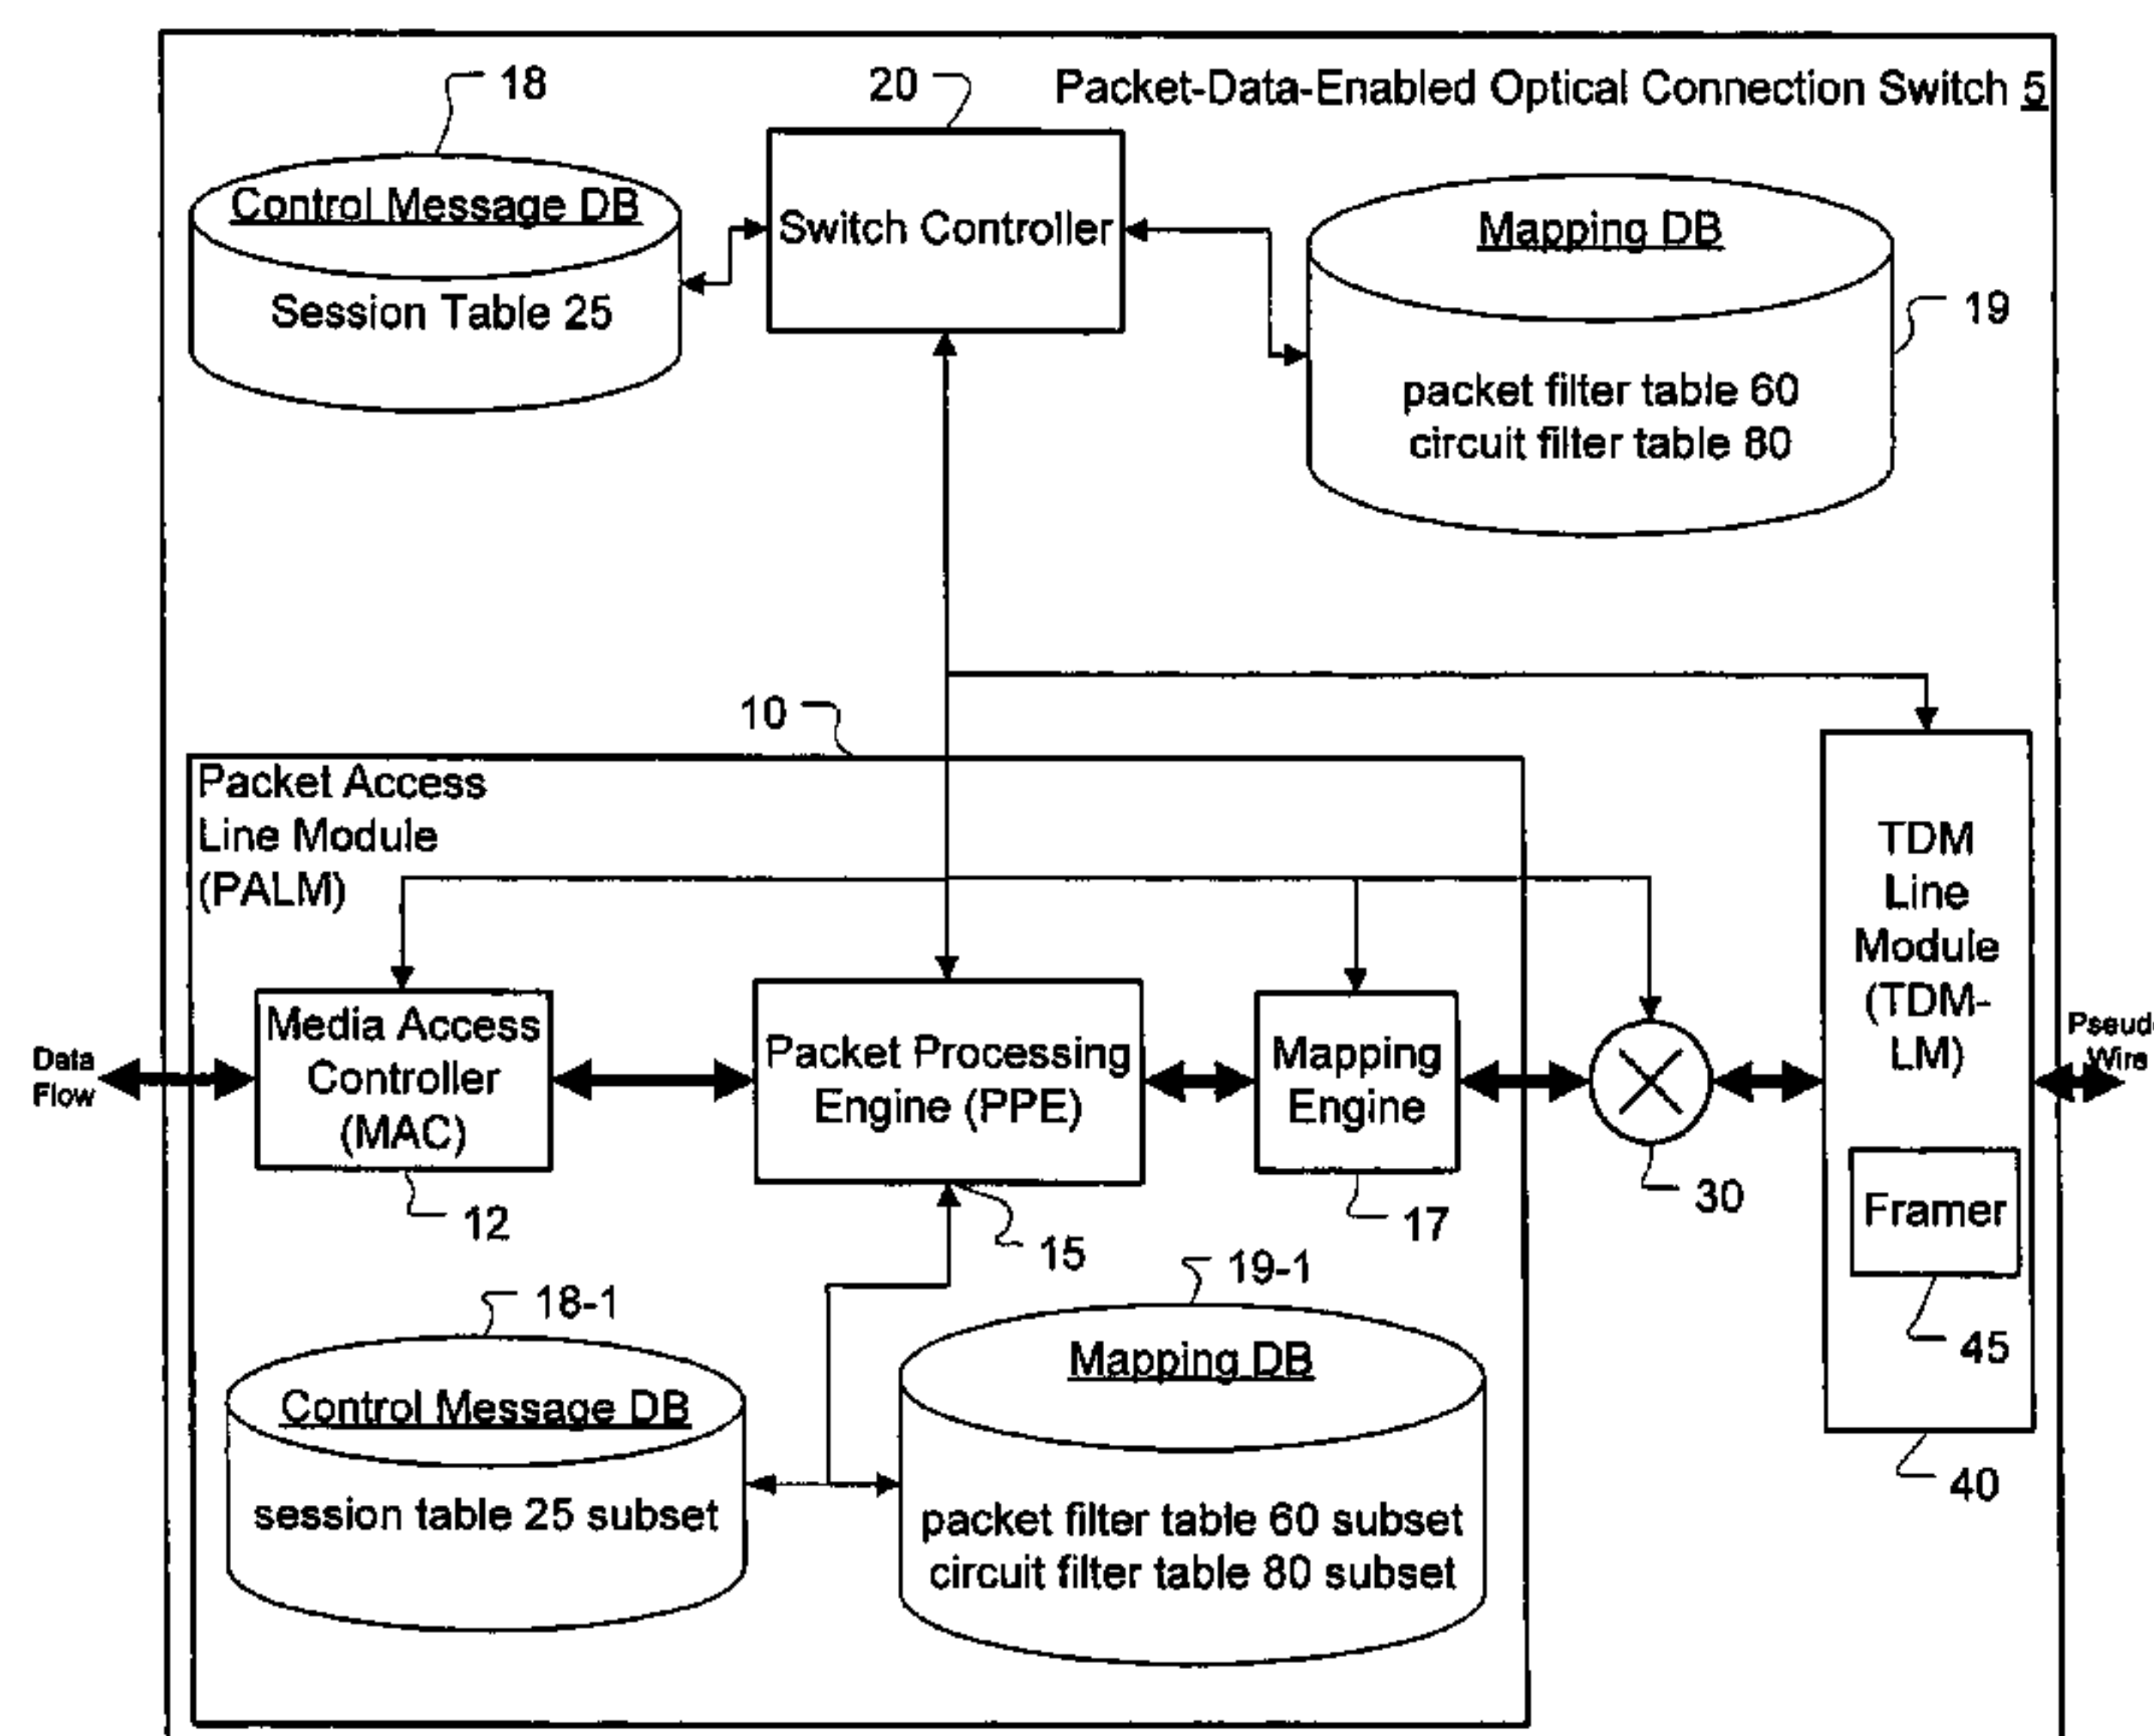 Packet-Data-Enabled Optical Connection Switch 5
18
20
Control Message DB
Session Table 25
Switch Controller
Mapping DB
packet filter table 60
circuit filter table 80
19
10
Packet Access
Line Module
(PALM)
Data
Flow
Media Access
Controller
(MAC)
12
Packet Processing
Engine (PPE)
15
Mapping
Engine
17
30
TDM
Line
Module
(TDM-
LM)
Framer
45
40
Pseud
Wire
18-1
Control Message DB
session table 25 subset
19-1
Mapping DB
packet filter table 60 subset
circuit filter table 80 subset